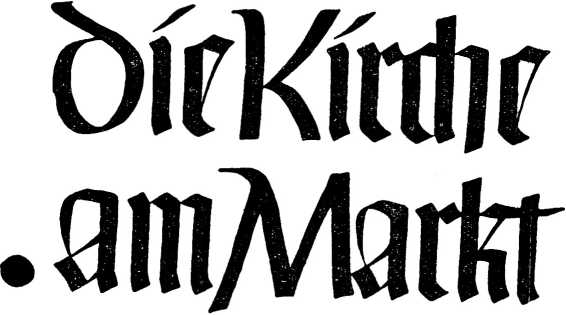 Die Kirche
• am Markt